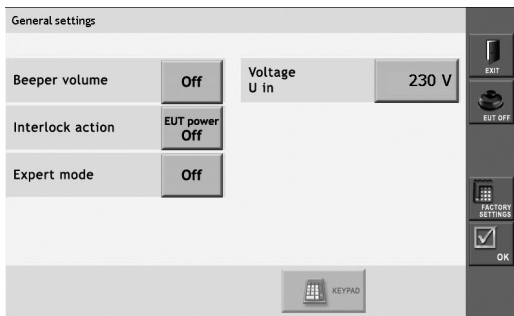 General settings
Beeper volume
Off
Voltage
U in
230 V
Interlock action
EUT power
Off
Expert mode
Off
EXIT
EUT OFF
FACTORY
SETTINGS
OK
KEYPAD